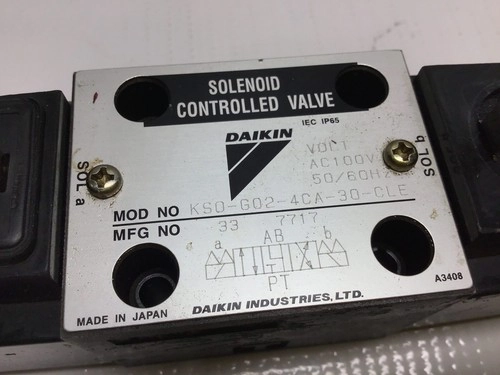 SOLENOID
CONTROLLED VALVE
IEC IP65
DAIKIN
VOLT
AC100V
50/60Hz
SOL a
SOL b
MOD NO KSO-G02-4CA-30-CLE
MFG NO 33 7717
a AB b
PT
A3408
MADE IN JAPAN DAIKIN INDUSTRIES, LTD.